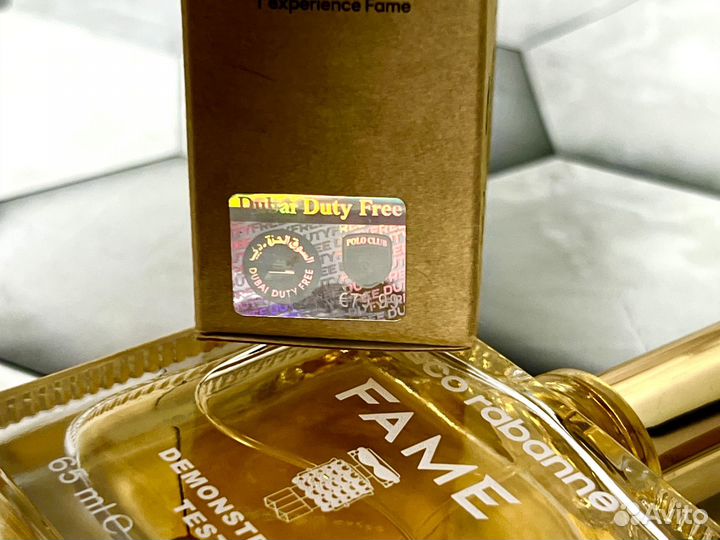 l'experience Fame
Dubai Duty Free
السوق الحرة دبي
DUBAI DUTY FREE
POLO CLUB
co rabanne
FAME
DEMONSTR
TEST
65 ml e
Avito